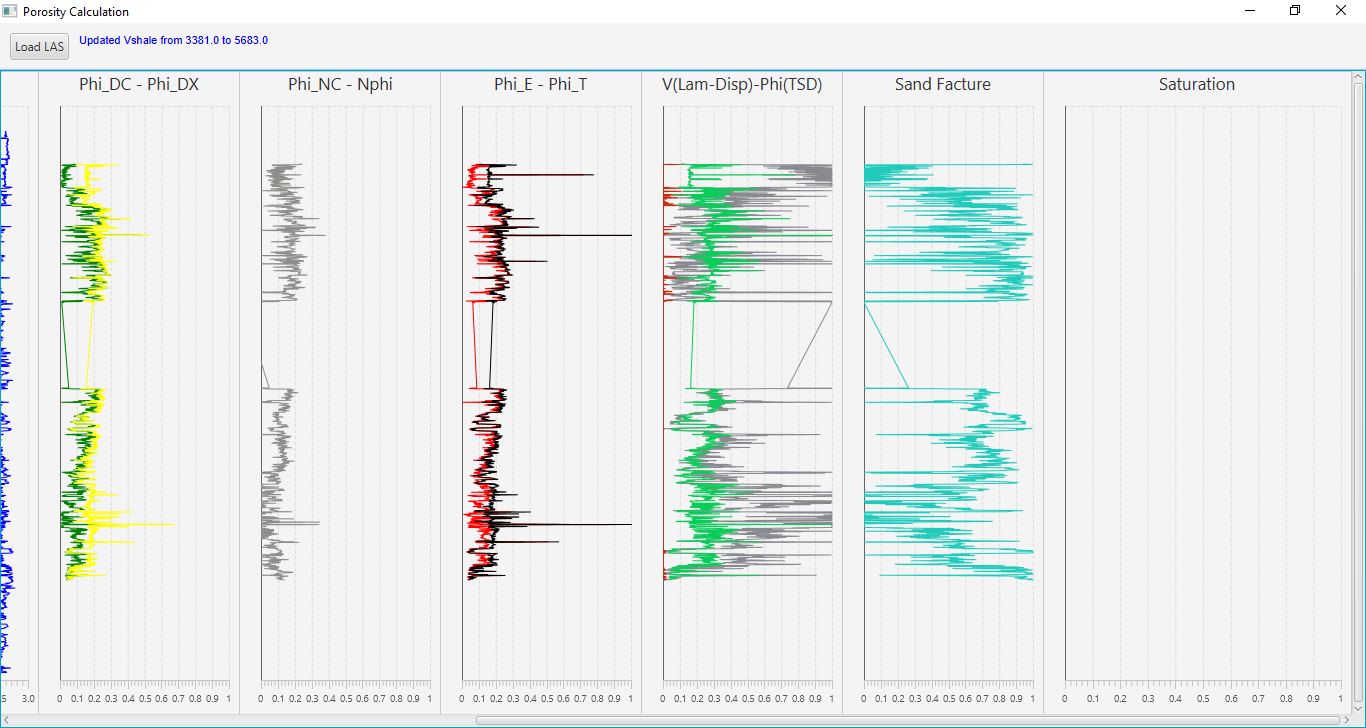 Porosity Calculation
Load LAS
Updated Vshale from 3381.0 to 5683.0
Phi_DC - Phi_DX
Phi_NC - Nphi
Phi_E - Phi_T
V(Lam-Disp)-Phi(TSD)
Sand Facture
Saturation
5 3.0
0 0.1 0.2 0.3 0.4 0.5 0.6 0.7 0.8 0.9 1
0 0.1 0.2 0.3 0.4 0.5 0.6 0.7 0.8 0.9 1
0 0.1 0.2 0.3 0.4 0.5 0.6 0.7 0.8 0.9 1
0 0.1 0.2 0.3 0.4 0.5 0.6 0.7 0.8 0.9 1
0 0.1 0.2 0.3 0.4 0.5 0.6 0.7 0.8 0.9 1
0 0.1 0.2 0.3 0.4 0.5 0.6 0.7 0.8 0.9 1